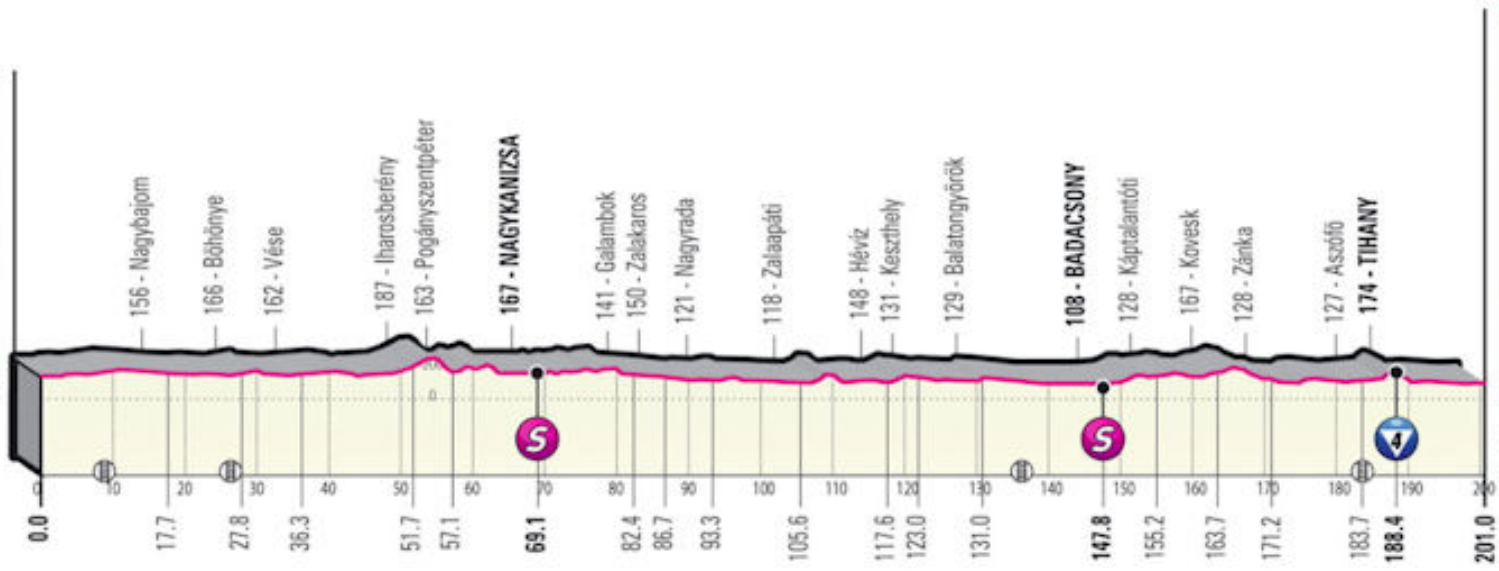 156 - Nagybajom
166 - Böhönye
162 - Vése
187 - Iharosberény
163 - Pogányszentpéter
167 - NAGYKANIZSA
141 - Galambok
150 - Zalakaros
121 - Nagyrada
118 - Zalaapáti
148 - Hévíz
131 - Keszthely
129 - Balatongyörök
108 - BADACSONY
128 - Káptalantóti
167 - Kovesk
128 - Zánka
127 - Aszófő
174 - TIHANY
0
S
S
4
0 10 20 30 40 50 60 70 80 90 100 110 120 130 140 150 160 170 180 190 200
0.0
17.7
27.8
36.3
51.7
57.1
69.1
82.4
86.7
93.3
105.6
117.6
123.0
131.0
147.8
155.2
163.7
171.2
183.7
188.4
201.0